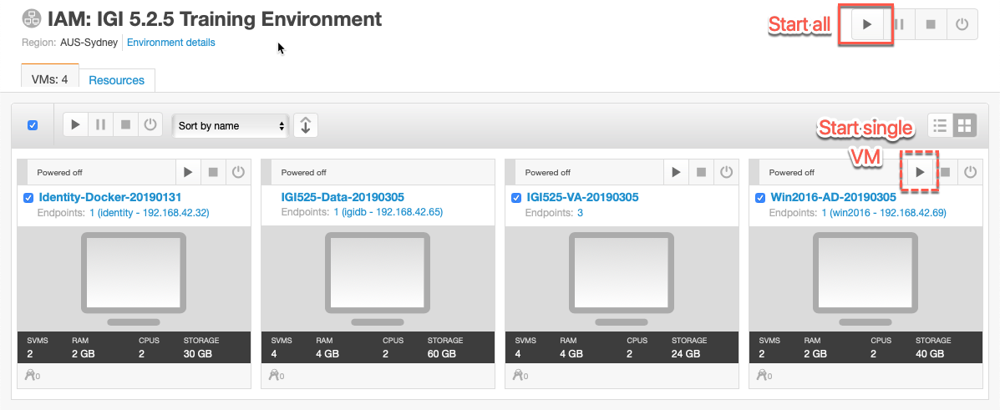 IAM: IGI 5.2.5 Training Environment
Start all
Region: AUS-Sydney Environment details
VMs: 4 Resources
Sort by name
Start single
VM
Powered off Powered off Powered off Powered off
Identity-Docker-20190131 IGI525-Data-20190305 IGI525-VA-20190305 Win2016-AD-20190305
Endpoints: 1 (identity - 192.168.42.32) Endpoints: 1 (igidb - 192.168.42.65) Endpoints: 3 Endpoints: 1 (win2016 - 192.168.42.69)
SVMS RAM CPUS STORAGE SVMS RAM CPUS STORAGE SVMS RAM CPUS STORAGE SVMS RAM CPUS STORAGE
2 2 GB 2 30 GB 4 4 GB 2 60 GB 4 4 GB 2 24 GB 2 2 GB 2 40 GB
0 0 0 0